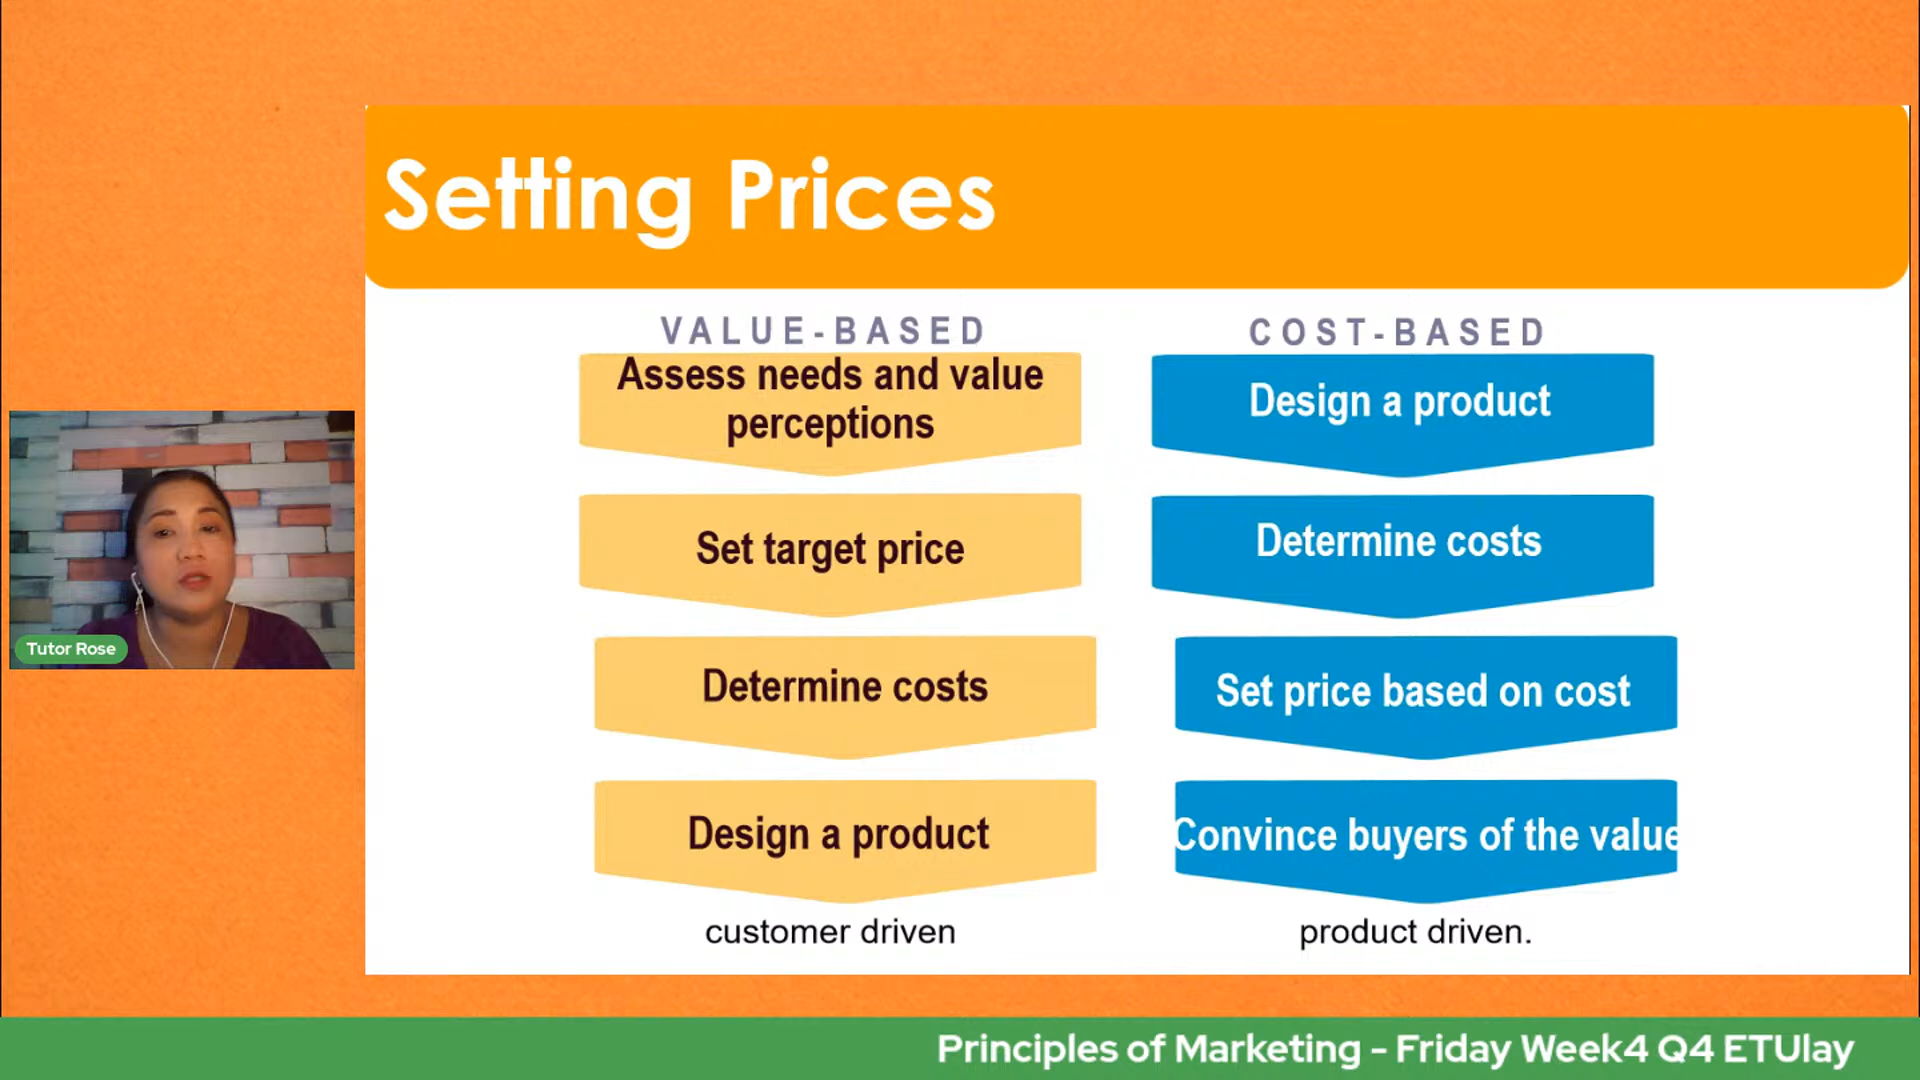 Setting Prices
VALUE-BASED
Assess needs and value
perceptions
Set target price
Determine costs
Design a product
customer driven
COST-BASED
Design a product
Determine costs
Set price based on cost
Convince buyers of the value
product driven.
Tutor Rose
Principles of Marketing - Friday Week4 Q4 ETUlay